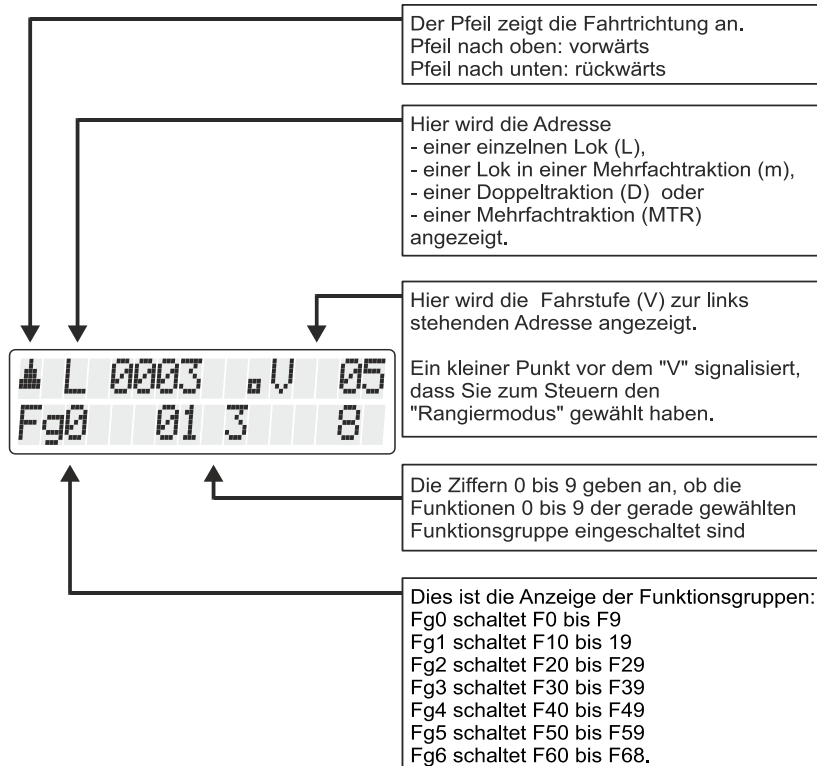 Der Pfeil zeigt die Fahrtrichtung an.
Pfeil nach oben: vorwärts
Pfeil nach unten: rückwärts
Hier wird die Adresse
- einer einzelnen Lok (L),
- einer Lok in einer Mehrfachtraktion (m),
- einer Doppeltraktion (D) oder
- einer Mehrfachtraktion (MTR)
angezeigt.
Hier wird die Fahrstufe (V) zur links
stehenden Adresse angezeigt.
Ein kleiner Punkt vor dem "V" signalisiert,
dass Sie zum Steuern den
"Rangiermodus" gewählt haben.
L 0003 .V 05
Fg0 01 3 8
Die Ziffern 0 bis 9 geben an, ob die
Funktionen 0 bis 9 der gerade gewählten
Funktionsgruppe eingeschaltet sind
Dies ist die Anzeige der Funktionsgruppen:
Fg0 schaltet F0 bis F9
Fg1 schaltet F10 bis 19
Fg2 schaltet F20 bis F29
Fg3 schaltet F30 bis F39
Fg4 schaltet F40 bis F49
Fg5 schaltet F50 bis F59
Fg6 schaltet F60 bis F68.